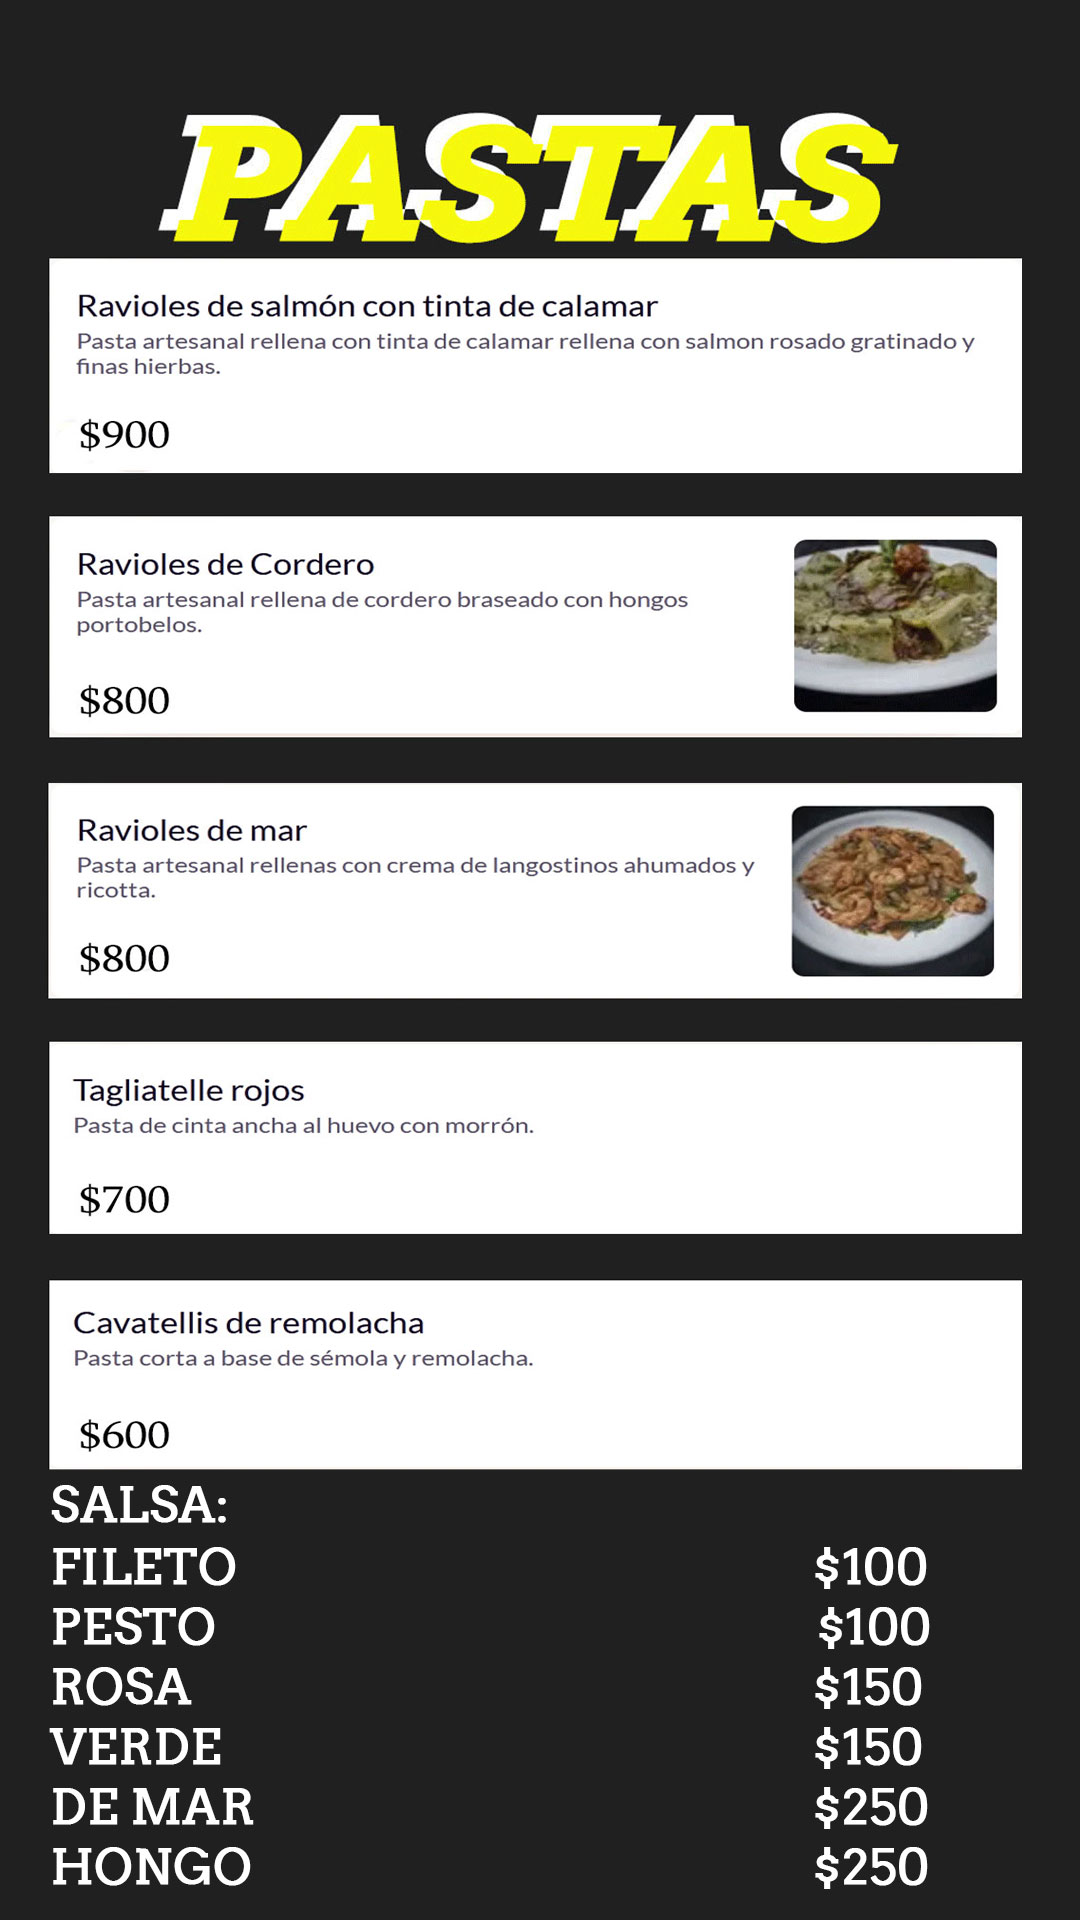 PASTAS
Ravioles de salmón con tinta de calamar
Pasta artesanal rellena con tinta de calamar rellena con salmon rosado gratinado y
finas hierbas.
$900
Ravioles de Cordero
Pasta artesanal rellena de cordero braseado con hongos
portobelos.
$800
Ravioles de mar
Pasta artesanal rellenas con crema de langostinos ahumados y
ricotta.
$800
Tagliatelle rojos
Pasta de cinta ancha al huevo con morrón.
$700
Cavatellis de remolacha
Pasta corta a base de sémola y remolacha.
$600
SALSA:
FILETO $100
PESTO $100
ROSA $150
VERDE $150
DE MAR $250
HONGO $250